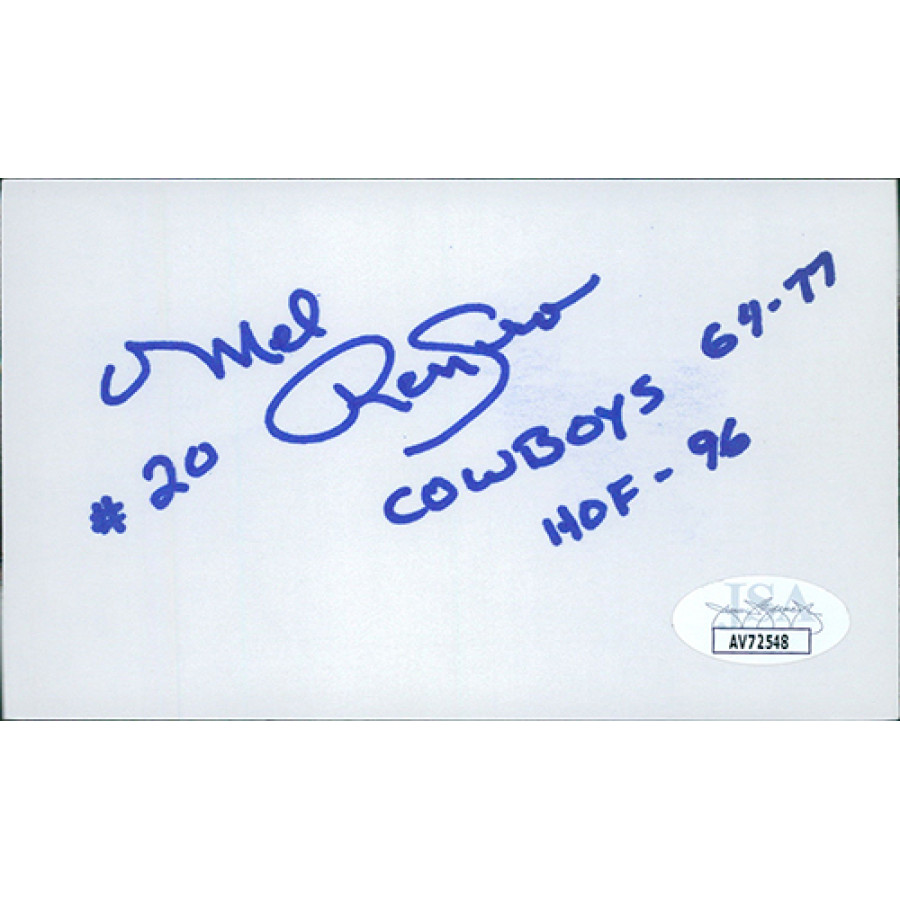 Mel Renfro
#20
COWBOYS 64-77
HOF-96
JSA
AV72548